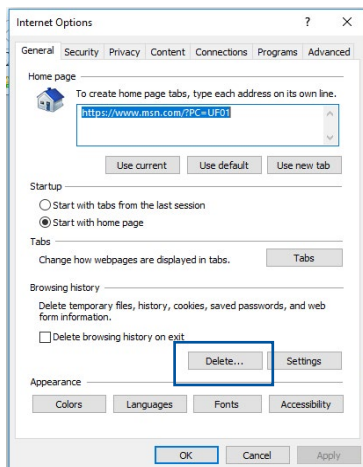 Internet Options ? X
General Security Privacy Content Connections Programs Advanced
Home page
To create home page tabs, type each address on its own line.
https://www.msn.com/?PC=UF01
Use current Use default Use new tab
Startup
Start with tabs from the last session
Start with home page
Tabs
Change how webpages are displayed in tabs. Tabs
Browsing history
Delete temporary files, history, cookies, saved passwords, and web
form information.
Delete browsing history on exit
Delete... Settings
Appearance
Colors Languages Fonts Accessibility
OK Cancel Apply